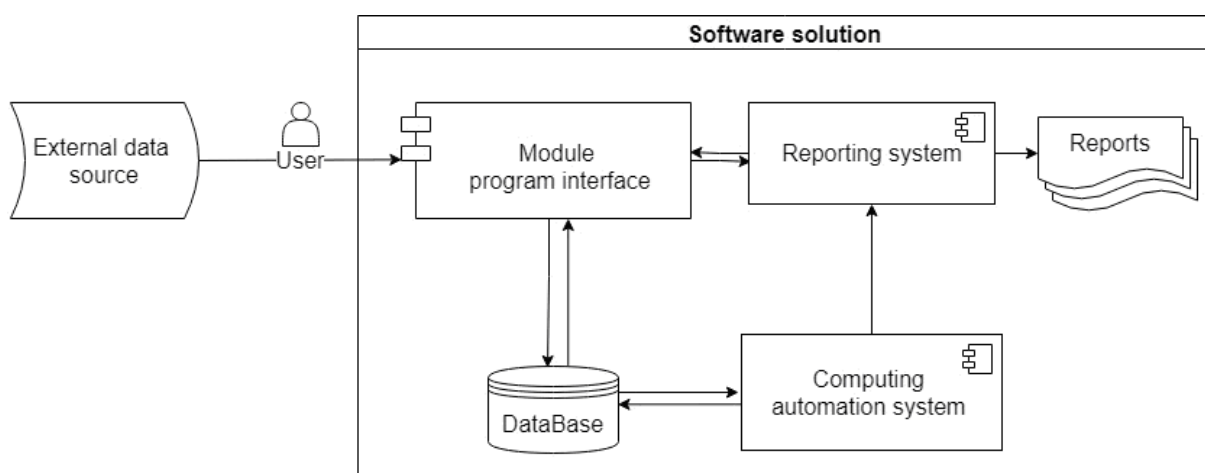 Software solution
External data
source
User
Module
program interface
Reporting system
Reports
DataBase
Computing
automation system